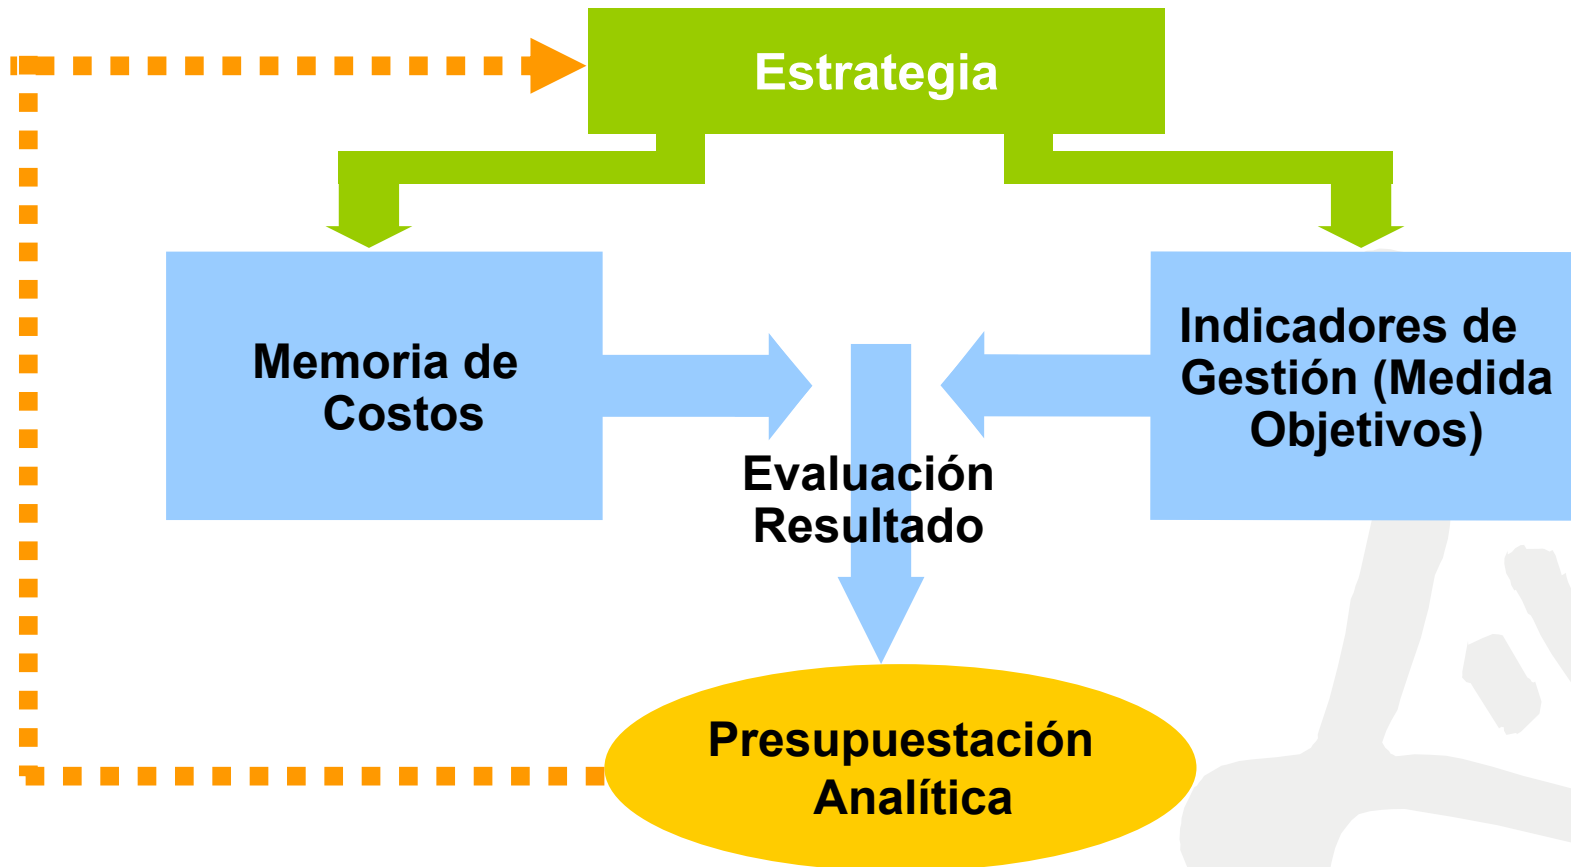 Estrategia
Memoria de
Costos
Indicadores de
Gestión (Medida
Objetivos)
Evaluación
Resultado
Presupuestación
Analítica